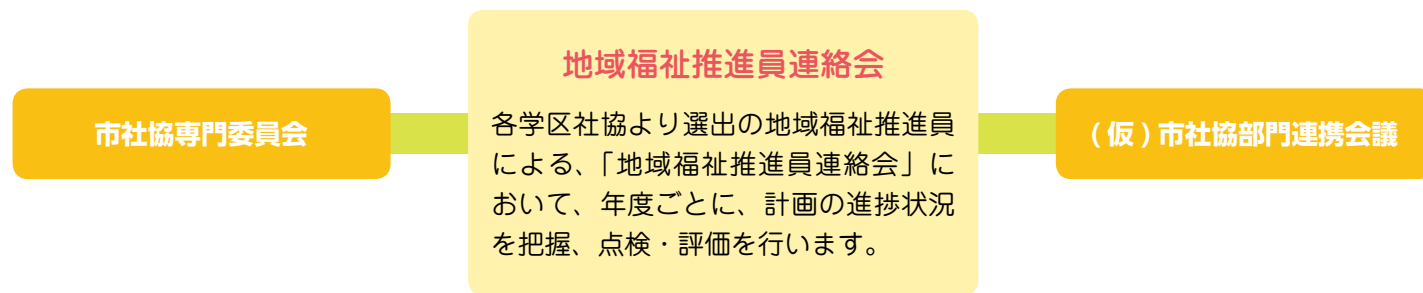 市社協専門委員会
地域福祉推進員連絡会
各学区社協より選出の地域福祉推進員
による、「地域福祉推進員連絡会」に
おいて、年度ごとに、計画の進捗状況
を把握、点検・評価を行います。
(仮)市社協部門連携会議